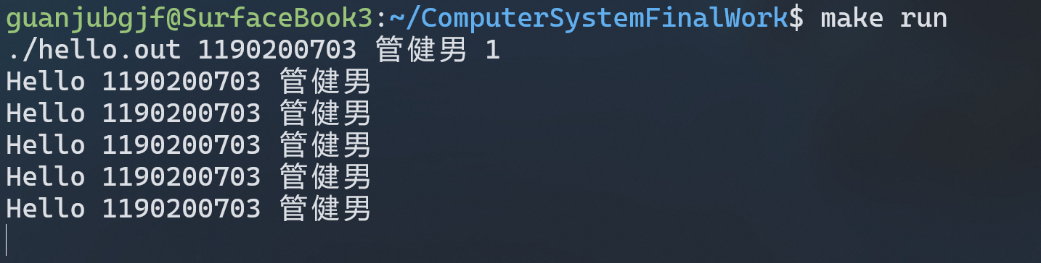 guanjubgjf@SurfaceBook3:~/ComputerSystemFinalWork$ make run
./hello.out 1190200703 管健男 1
Hello 1190200703 管健男
Hello 1190200703 管健男
Hello 1190200703 管健男
Hello 1190200703 管健男
Hello 1190200703 管健男